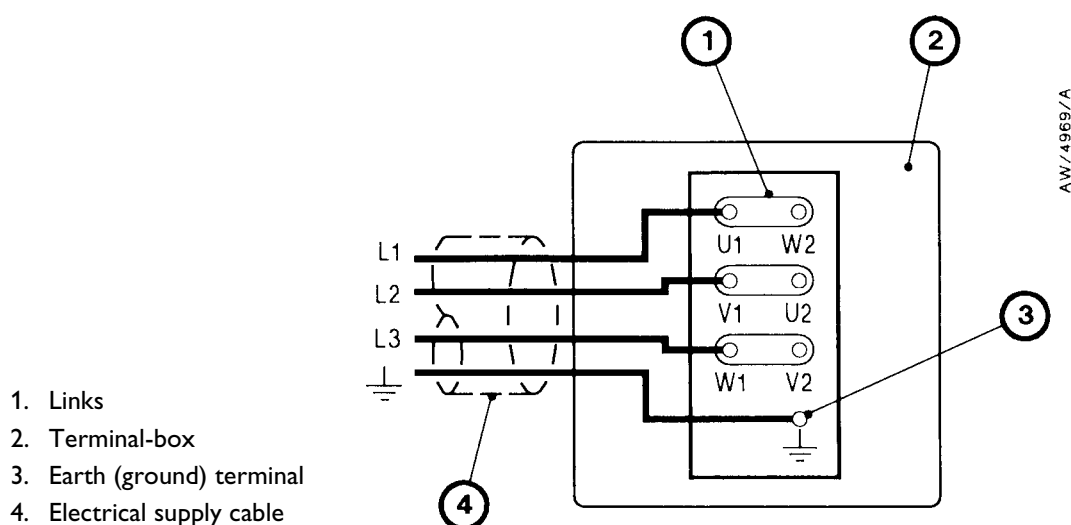 1
2
AW/4969/A
U1 W2
L1
L2
V1 U2
3
L3
W1 V2
1. Links
2. Terminal-box
3. Earth (ground) terminal
4. Electrical supply cable
4